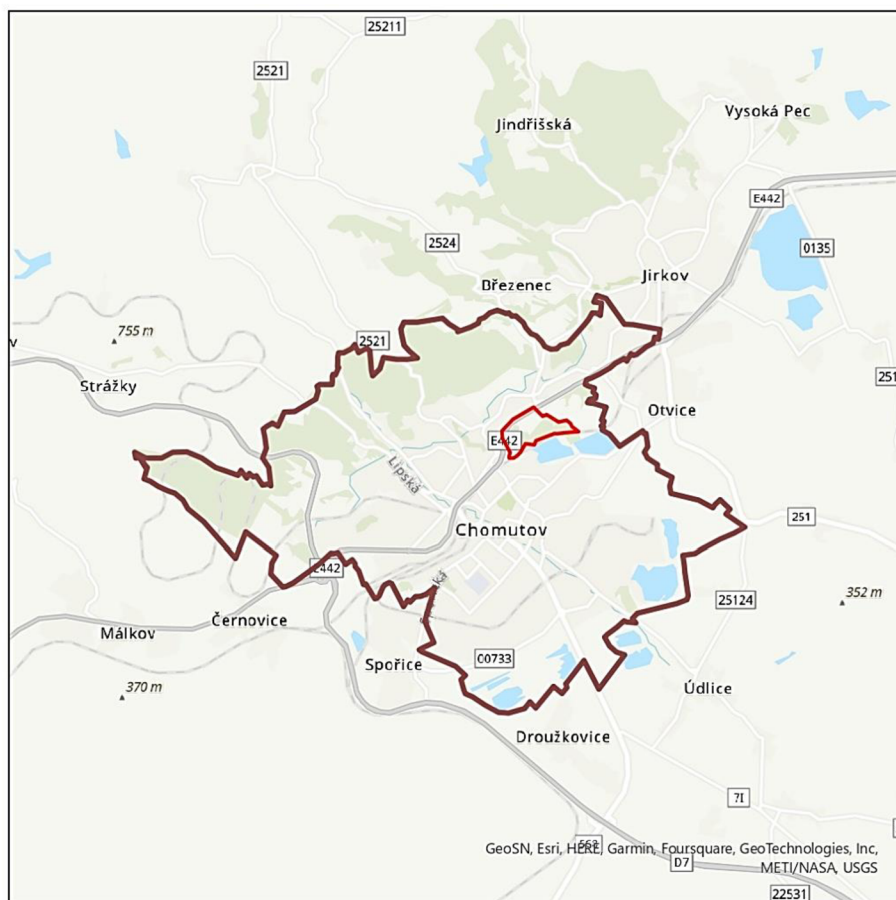 25211
2521
Vysoká Pec
Jindřišská
E442
2524
0135
Jirkov
Březenec
755 m
v
2521
251
Strážky
Otvice
E442
Lipská
Chomutov
251
E442
352 m
25124
Černovice
Málkov
00733
Spořice
Údlice
370 m
Droužkovice
?I
GeoSN, Esri, HERE, Garmin, Foursquare, GeoTechnologies, Inc,
METI/NASA, USGS
D7
22531